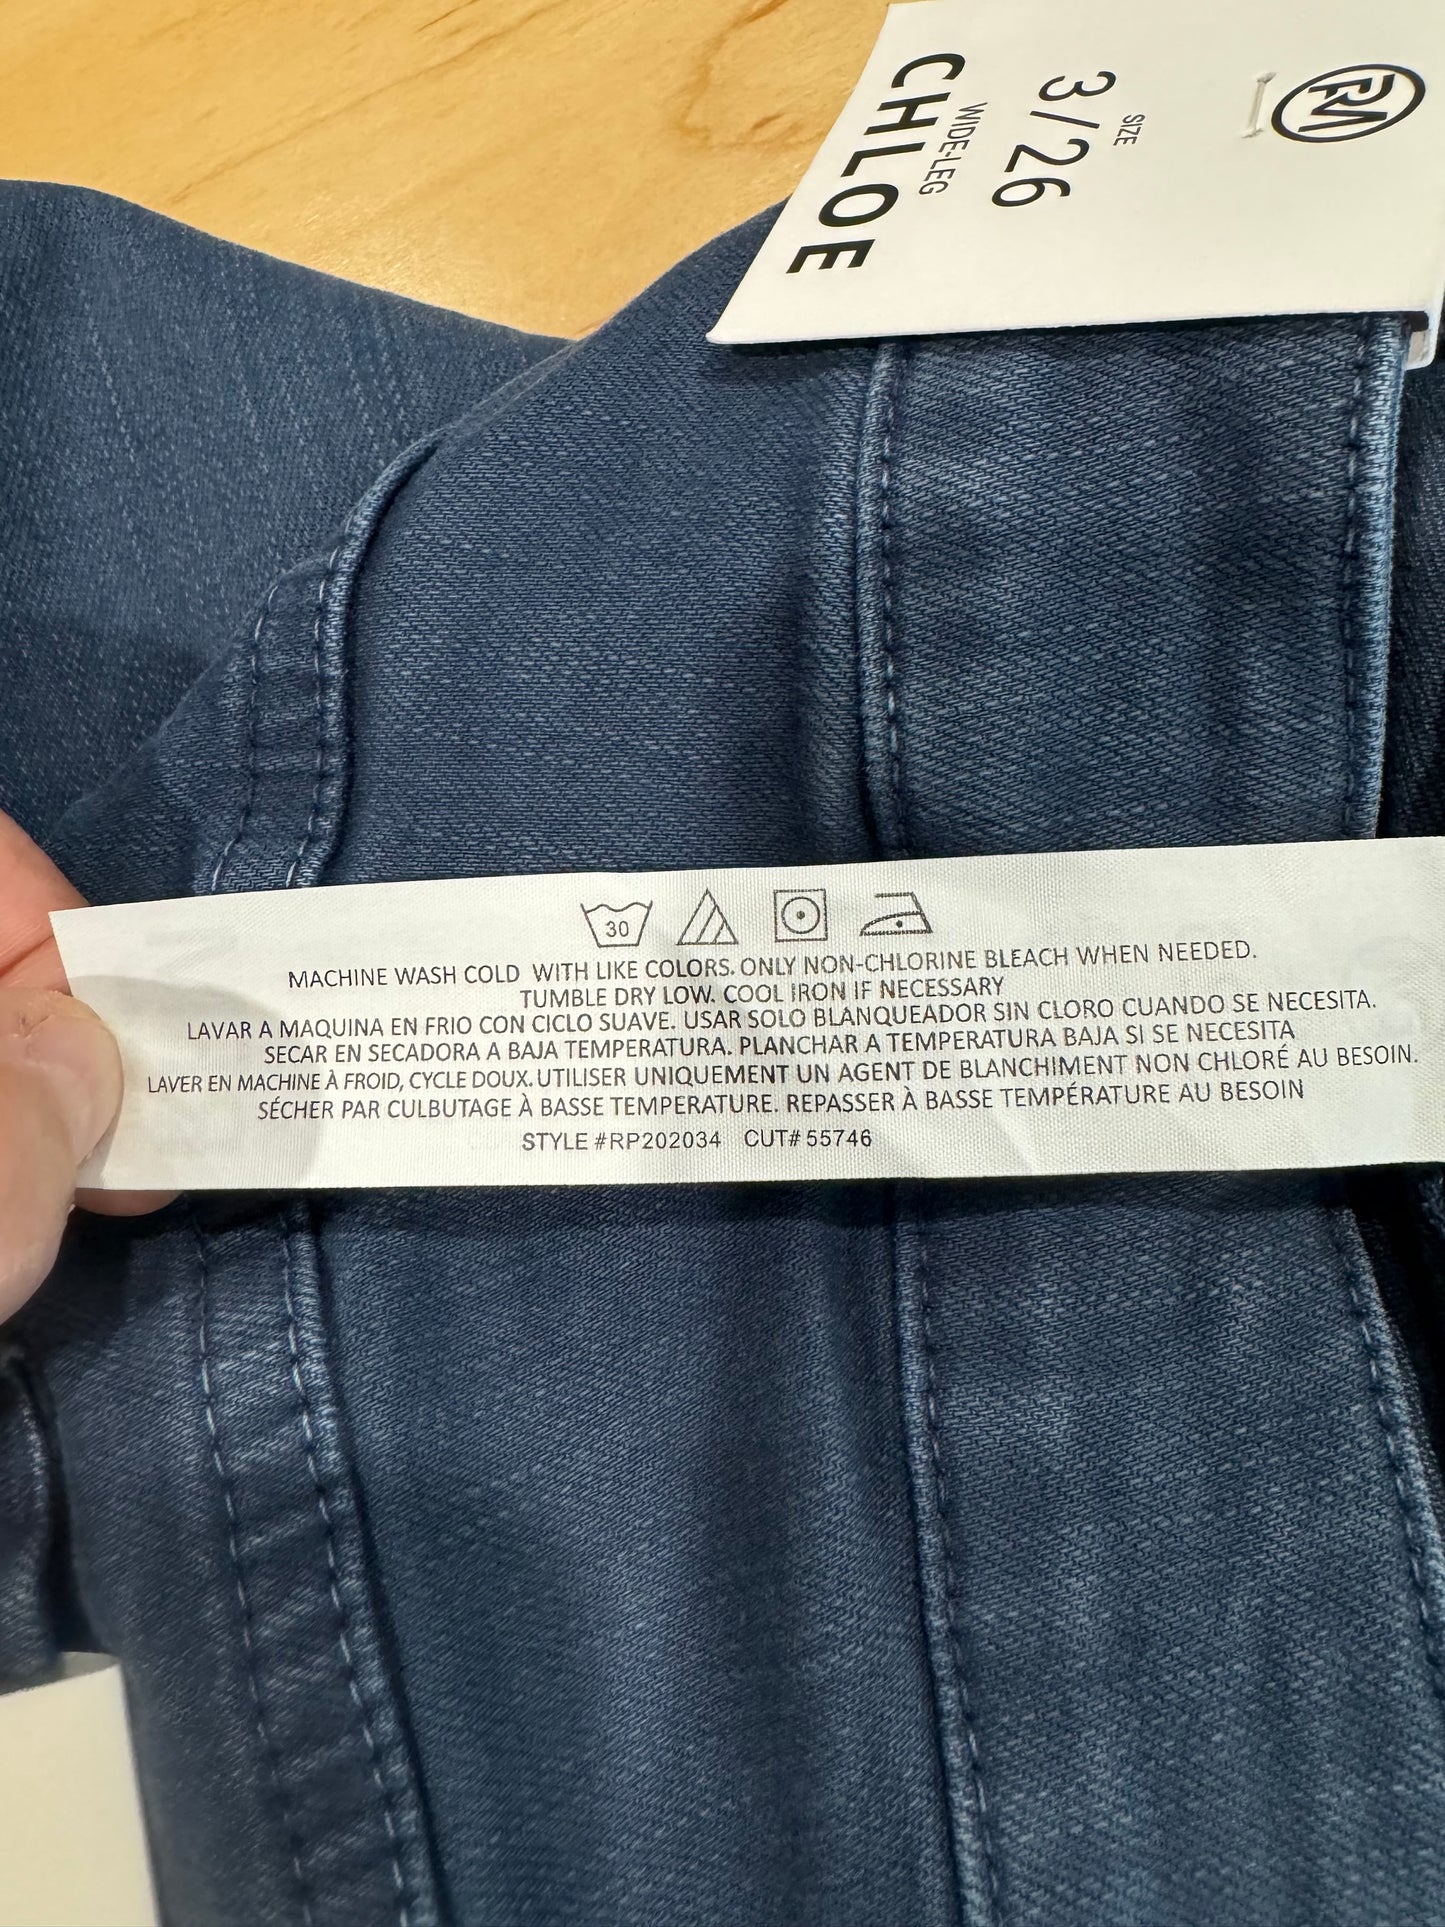 RM
SIZE
3/26
WIDE-LEG
CHLOE
30
MACHINE WASH COLD WITH LIKE COLORS. ONLY NON-CHLORINE BLEACH WHEN NEEDED.
TUMBLE DRY LOW. COOL IRON IF NECESSARY
LAVAR A MAQUINA EN FRIO CON CICLO SUAVE. USAR SOLO BLANQUEADOR SIN CLORO CUANDO SE NECESITA.
SECAR EN SECADORA A BAJA TEMPERATURA. PLANCHAR A TEMPERATURA BAJA SI SE NECESITA
LAVER EN MACHINE À FROID, CYCLE DOUX. UTILISER UNIQUEMENT UN AGENT DE BLANCHIMENT NON CHLORÉ AU BESOIN.
SÉCHER PAR CULBUTAGE À BASSE TEMPERATURE. REPASSER À BASSE TEMPÉRATURE AU BESOIN
STYLE #RP202034 CUT# 55746